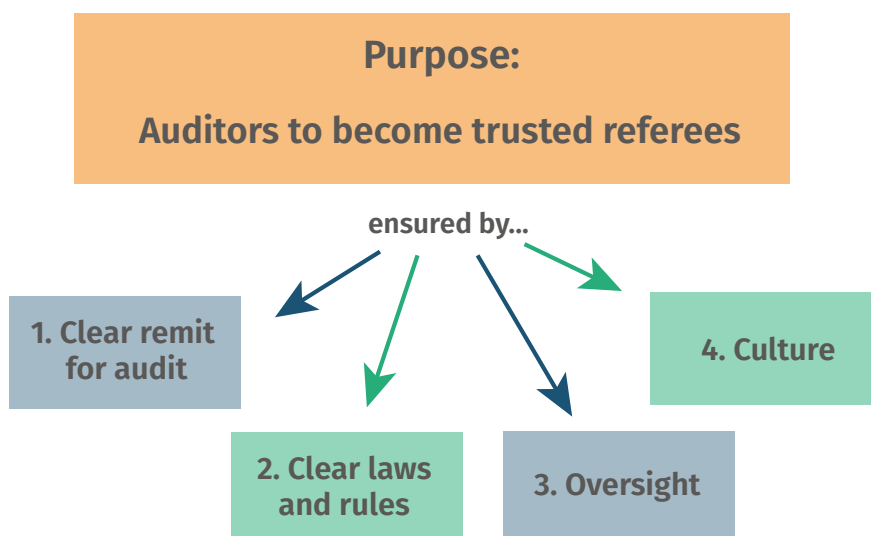 Purpose:
Auditors to become trusted referees
ensured by...
1. Clear remit
for audit
2. Clear laws
and rules
3. Oversight
4. Culture